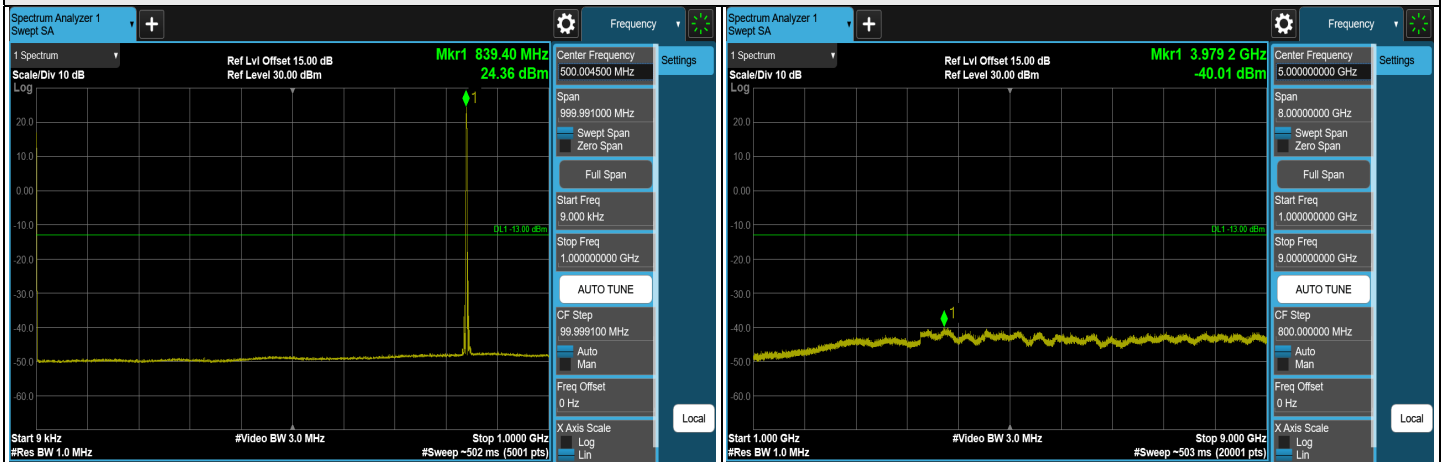 Spectrum Analyzer 1
Swept SA
+
Frequency
1 Spectrum
Scale/Div 10 dB
Log
Ref Lvl Offset 15.00 dB
Ref Level 30.00 dBm
Mkr1 839.40 MHz
24.36 dBm
1
20.0
10.0
0.00
-10.0
-20.0
-30.0
-40.0
-50.0
-60.0
DL1 -13.00 dBm
Start 9 kHz
#Res BW 1.0 MHz
#Video BW 3.0 MHz
Stop 1.0000 GHz
#Sweep ~502 ms (5001 pts)
Center Frequency
500.004500 MHz
Settings
Span
999.991000 MHz
Swept Span
Zero Span
Full Span
Start Freq
9.000 kHz
Stop Freq
1.000000000 GHz
AUTO TUNE
CF Step
99.999100 MHz
Auto
Man
Freq Offset
0 Hz
Local
X Axis Scale
Log
Lin
Spectrum Analyzer 1
Swept SA
+
Frequency
1 Spectrum
Scale/Div 10 dB
Log
Ref Lvl Offset 15.00 dB
Ref Level 30.00 dBm
Mkr1 3.979 2 GHz
-40.01 dBm
1
20.0
10.0
0.00
-10.0
-20.0
-30.0
-40.0
-50.0
-60.0
DL1 -13.00 dBm
Start 1.000 GHz
#Res BW 1.0 MHz
#Video BW 3.0 MHz
Stop 9.000 GHz
#Sweep ~503 ms (20001 pts)
Center Frequency
5.000000000 GHz
Settings
Span
8.00000000 GHz
Swept Span
Zero Span
Full Span
Start Freq
1.000000000 GHz
Stop Freq
9.000000000 GHz
AUTO TUNE
CF Step
800.000000 MHz
Auto
Man
Freq Offset
0 Hz
Local
X Axis Scale
Log
Lin